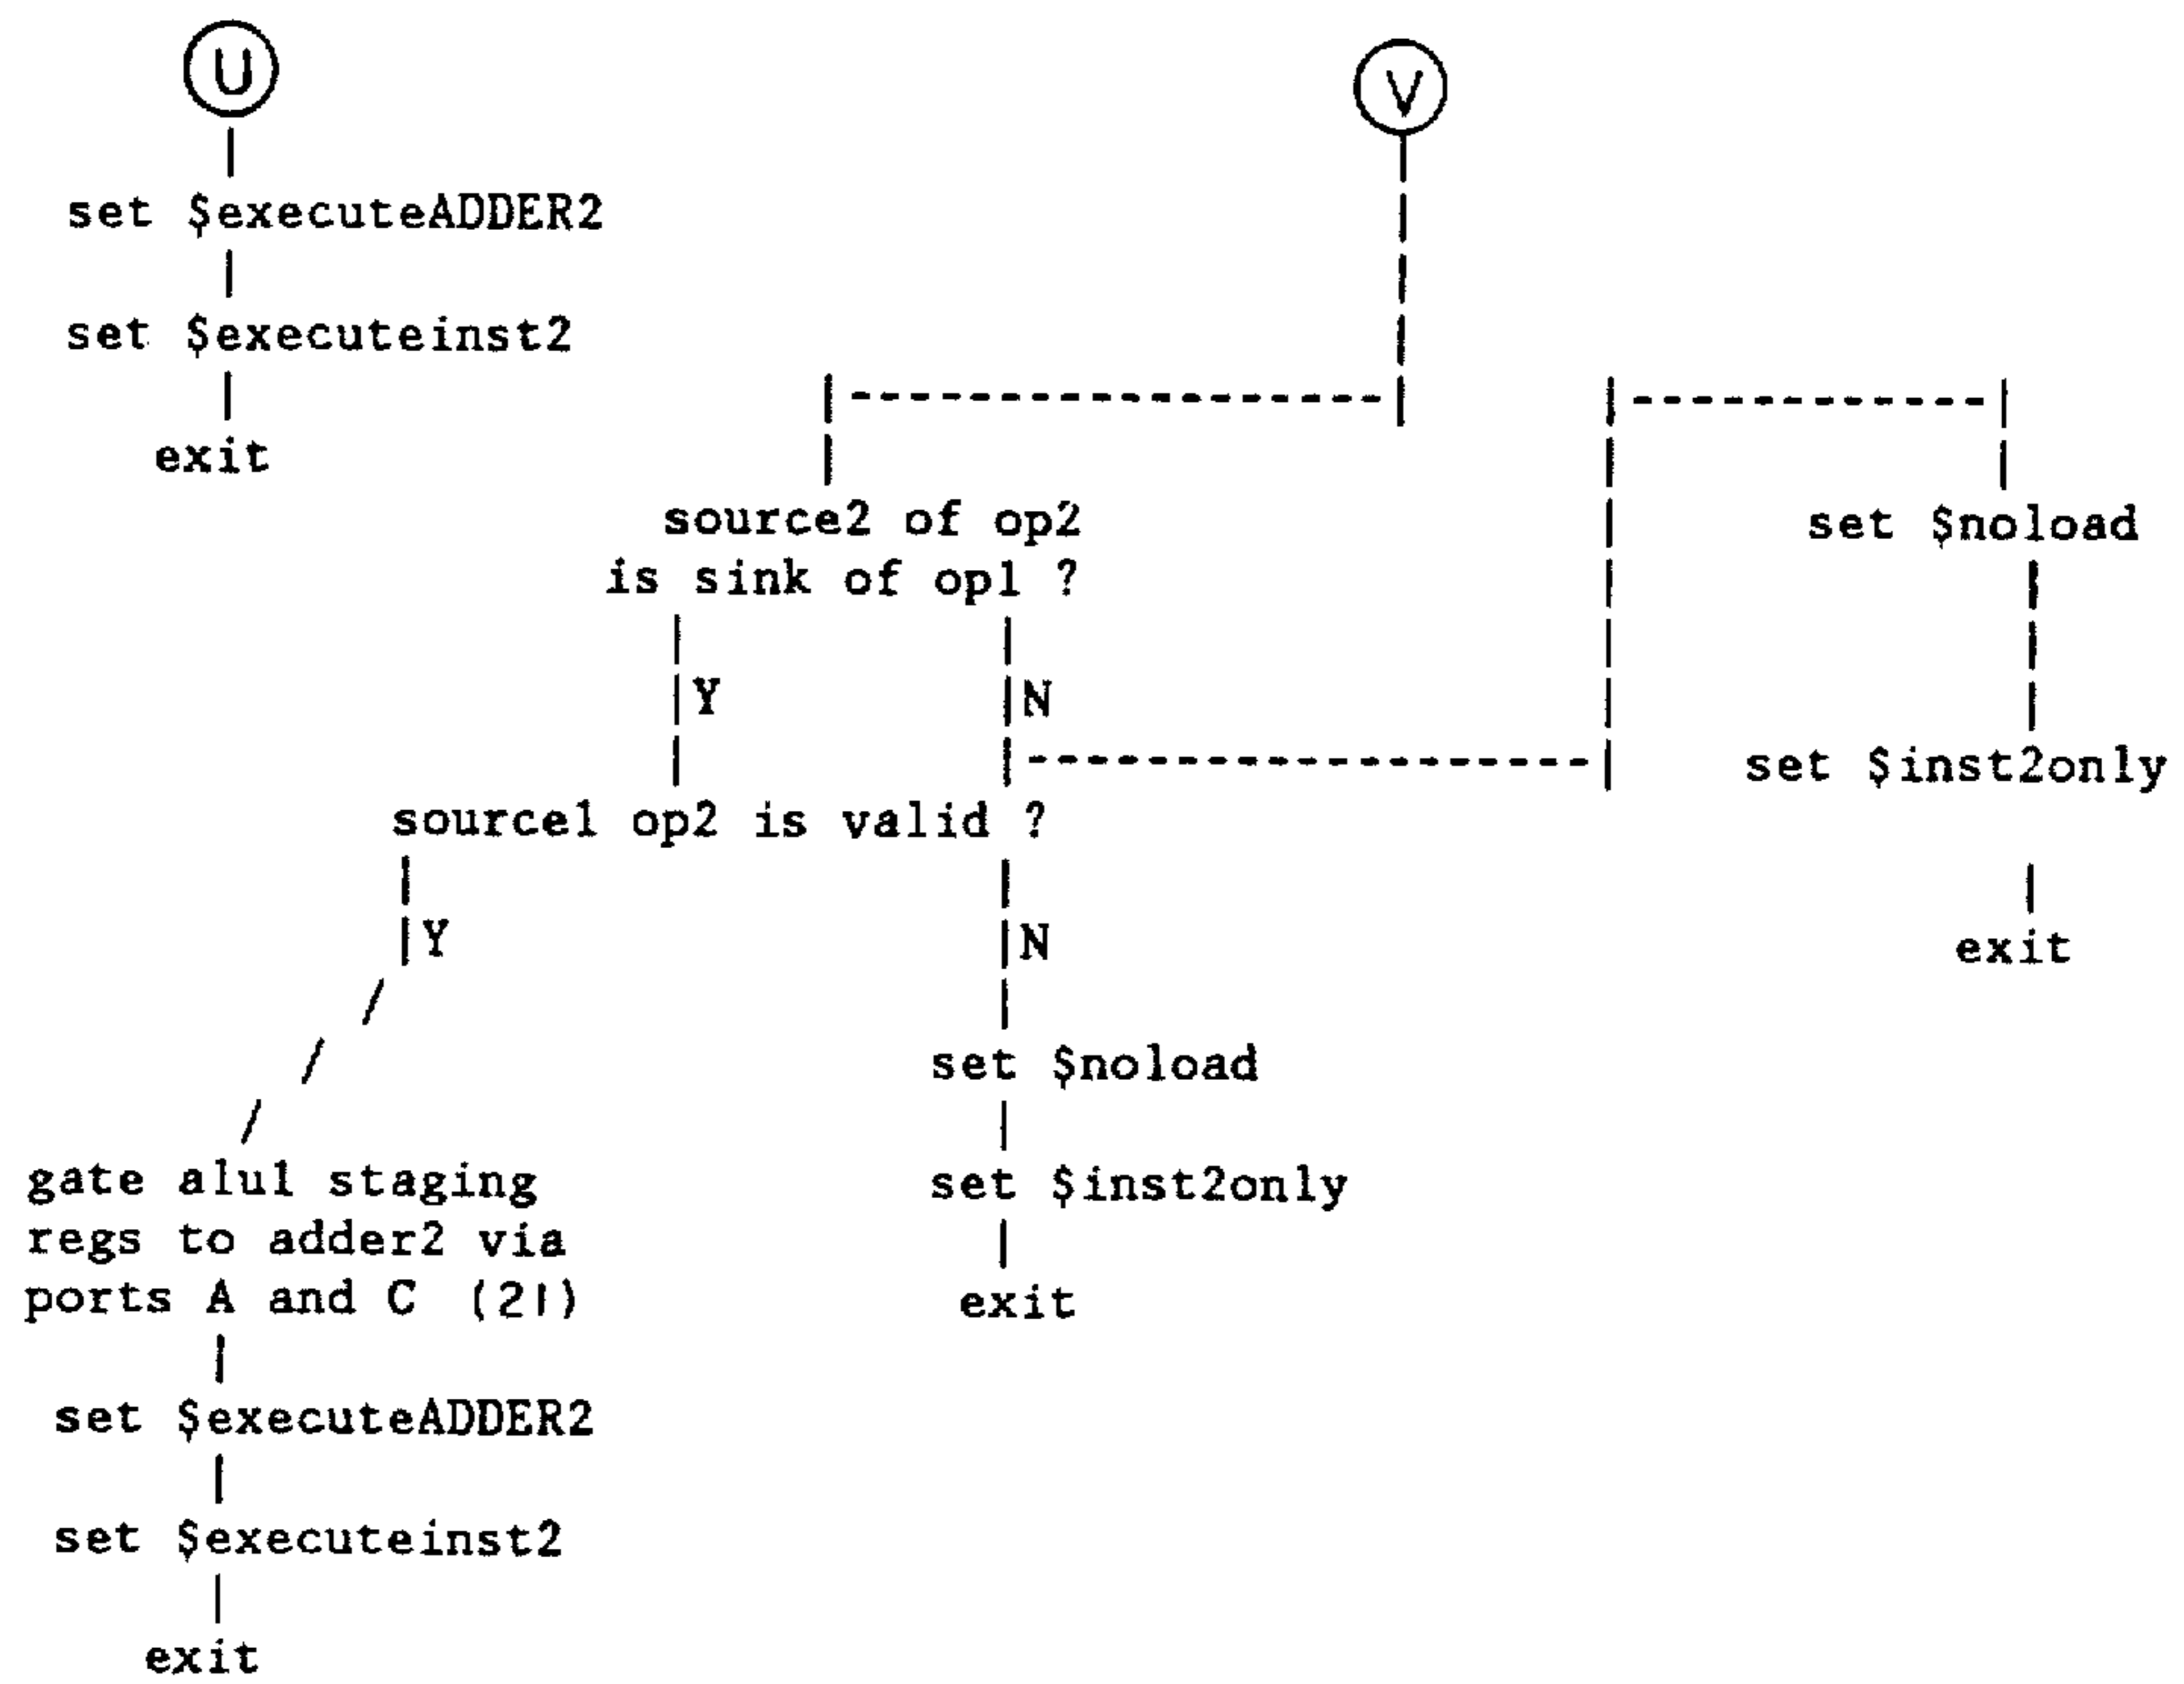 U
set $executeADDER2
set $executeinst2
exit
V
source2 of op2
is sink of op1 ?
Y
N
source1 op2 is valid ?
Y
gate alu1 staging
regs to adder2 via
ports A and C (2!)
set $executeADDER2
set $executeinst2
exit
N
set $noload
set $inst2only
exit
set $noload
set $inst2only
exit